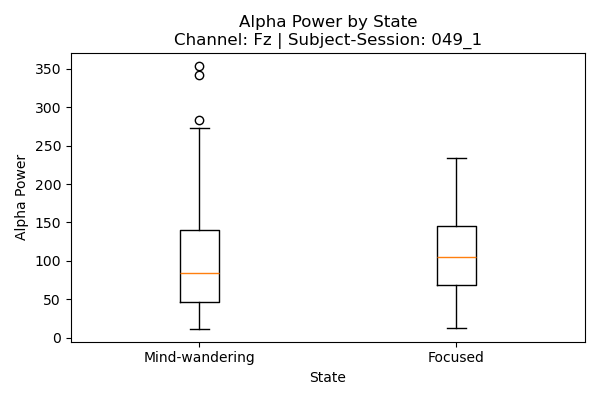 Alpha Power by State
Channel: Fz | Subject-Session: 049_1
Alpha Power
350
300
250
200
150
100
50
0
Mind-wandering
Focused
State